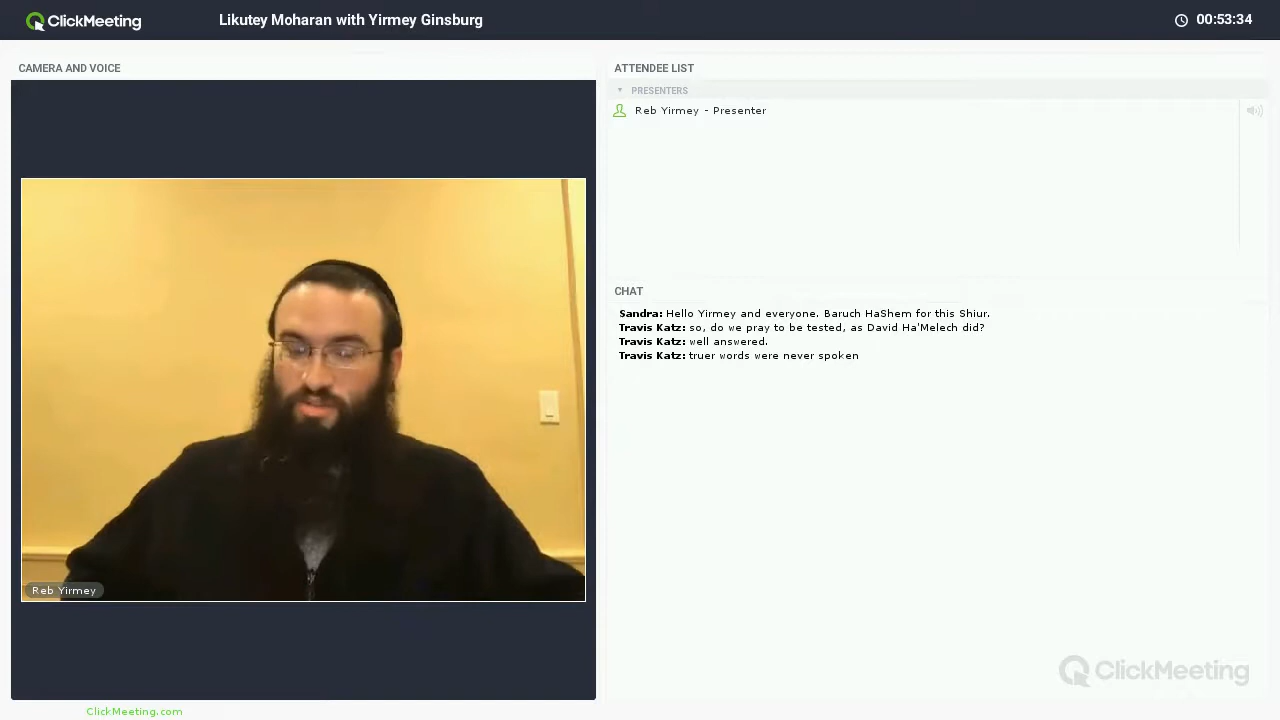 ClickMeeting
Likutey Moharan with Yirmey Ginsburg
00:53:34
CAMERA AND VOICE
Reb Yirmey
ClickMeeting.com
ATTENDEE LIST
PRESENTERS
Reb Yirmey - Presenter
CHAT
Sandra: Hello Yirmey and everyone. Baruch HaShem for this Shiur.
Travis Katz: so, do we pray to be tested, as David Ha'Melech did?
Travis Katz: well answered.
Travis Katz: truer words were never spoken
ClickMeeting